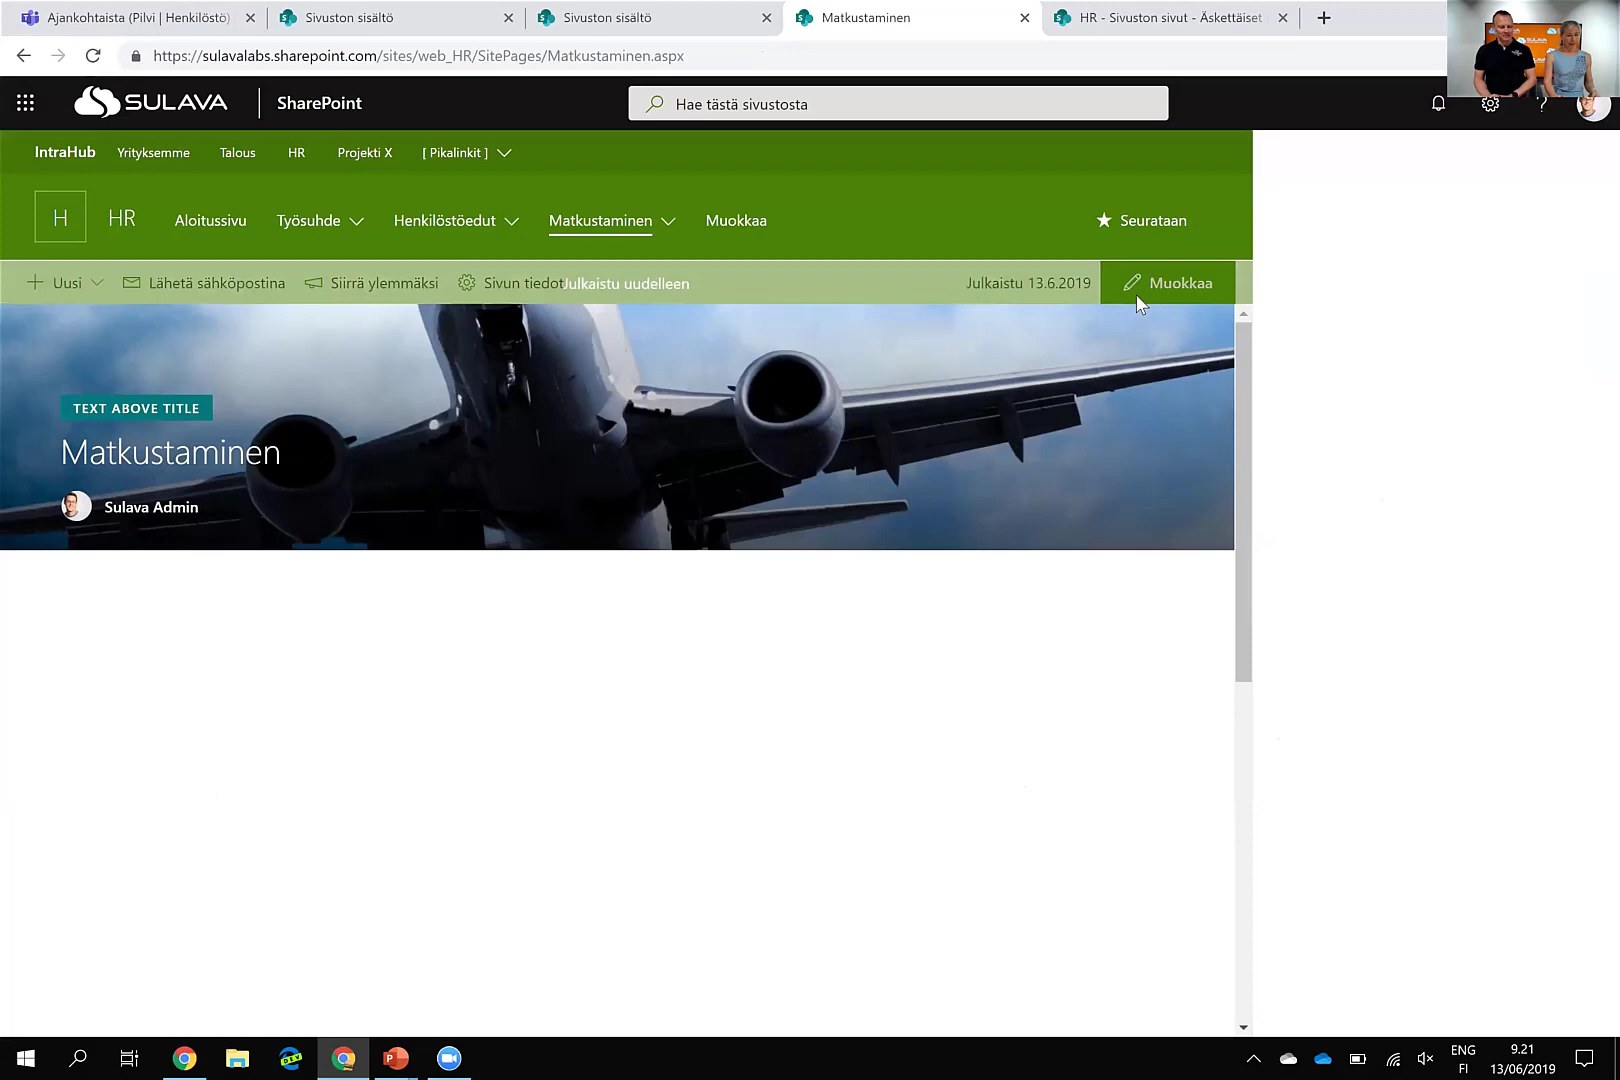 Ajankohtaista (Pilvi | Henkilöstö)
Sivuston sisältö
Sivuston sisältö
Matkustaminen
HR - Sivuston sivut - Äskettäiset
https://sulavalabs.sharepoint.com/sites/web_HR/SitePages/Matkustaminen.aspx
SULAVA
SharePoint
Hae tästä sivustosta
IntraHub
Yrityksemme
Talous
HR
Projekti X
[ Pikalinkit ]
H
HR
Aloitussivu
Työsuhde
Henkilöstöedut
Matkustaminen
Muokkaa
Seurataan
Uusi
Lähetä sähköpostina
Siirrä ylemmäksi
Sivun tiedot
Julkaistu uudelleen
Julkaistu 13.6.2019
Muokkaa
TEXT ABOVE TITLE
Matkustaminen
Sulava Admin
DEV
ENG
FI
9.21
13/06/2019